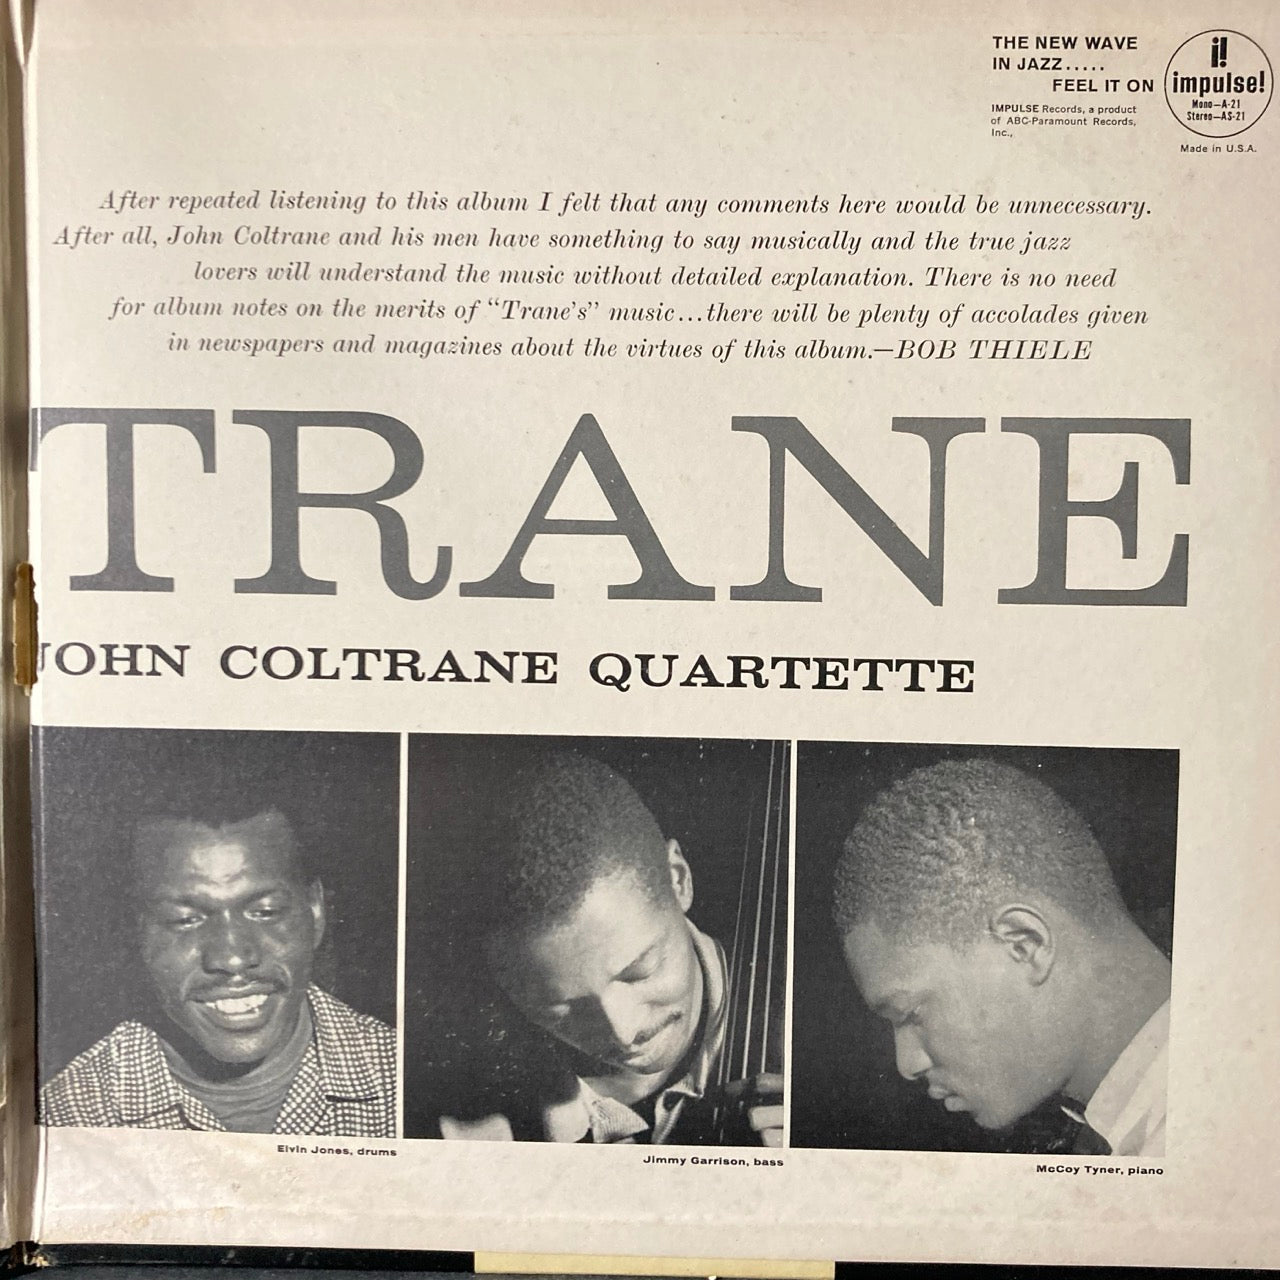 THE NEW WAVE
IN JAZZ.....
FEEL IT ON
IMPULSE Records, a product
of ABC-Paramount Records,
Inc.,
i!
impulse!
Mono—A-21
Stereo—AS-21
Made in U.S.A.
After repeated listening to this album I felt that any comments here would be unnecessary.
After all, John Coltrane and his men have something to say musically and the true jazz
lovers will understand the music without detailed explanation. There is no need
for album notes on the merits of “Trane’s” music...there will be plenty of accolades given
in newspapers and magazines about the virtues of this album.—BOB THIELE
TRANE
JOHN COLTRANE QUARTETTE
Elvin Jones, drums
Jimmy Garrison, bass
McCoy Tyner, piano